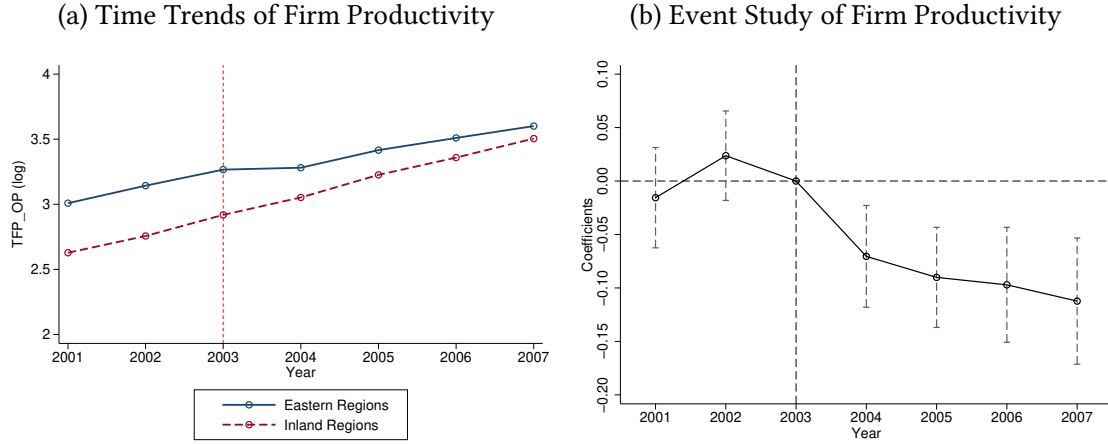 (a) Time Trends of Firm Productivity
4
3.5
3
2.5
2
TFP_OP (log)
2001 2002 2003 2004 2005 2006 2007
Year
Eastern Regions
Inland Regions
(b) Event Study of Firm Productivity
0.10
0.05
0.00
−0.05
−0.10
−0.15
−0.20
Coefficients
2001 2002 2003 2004 2005 2006 2007
Year